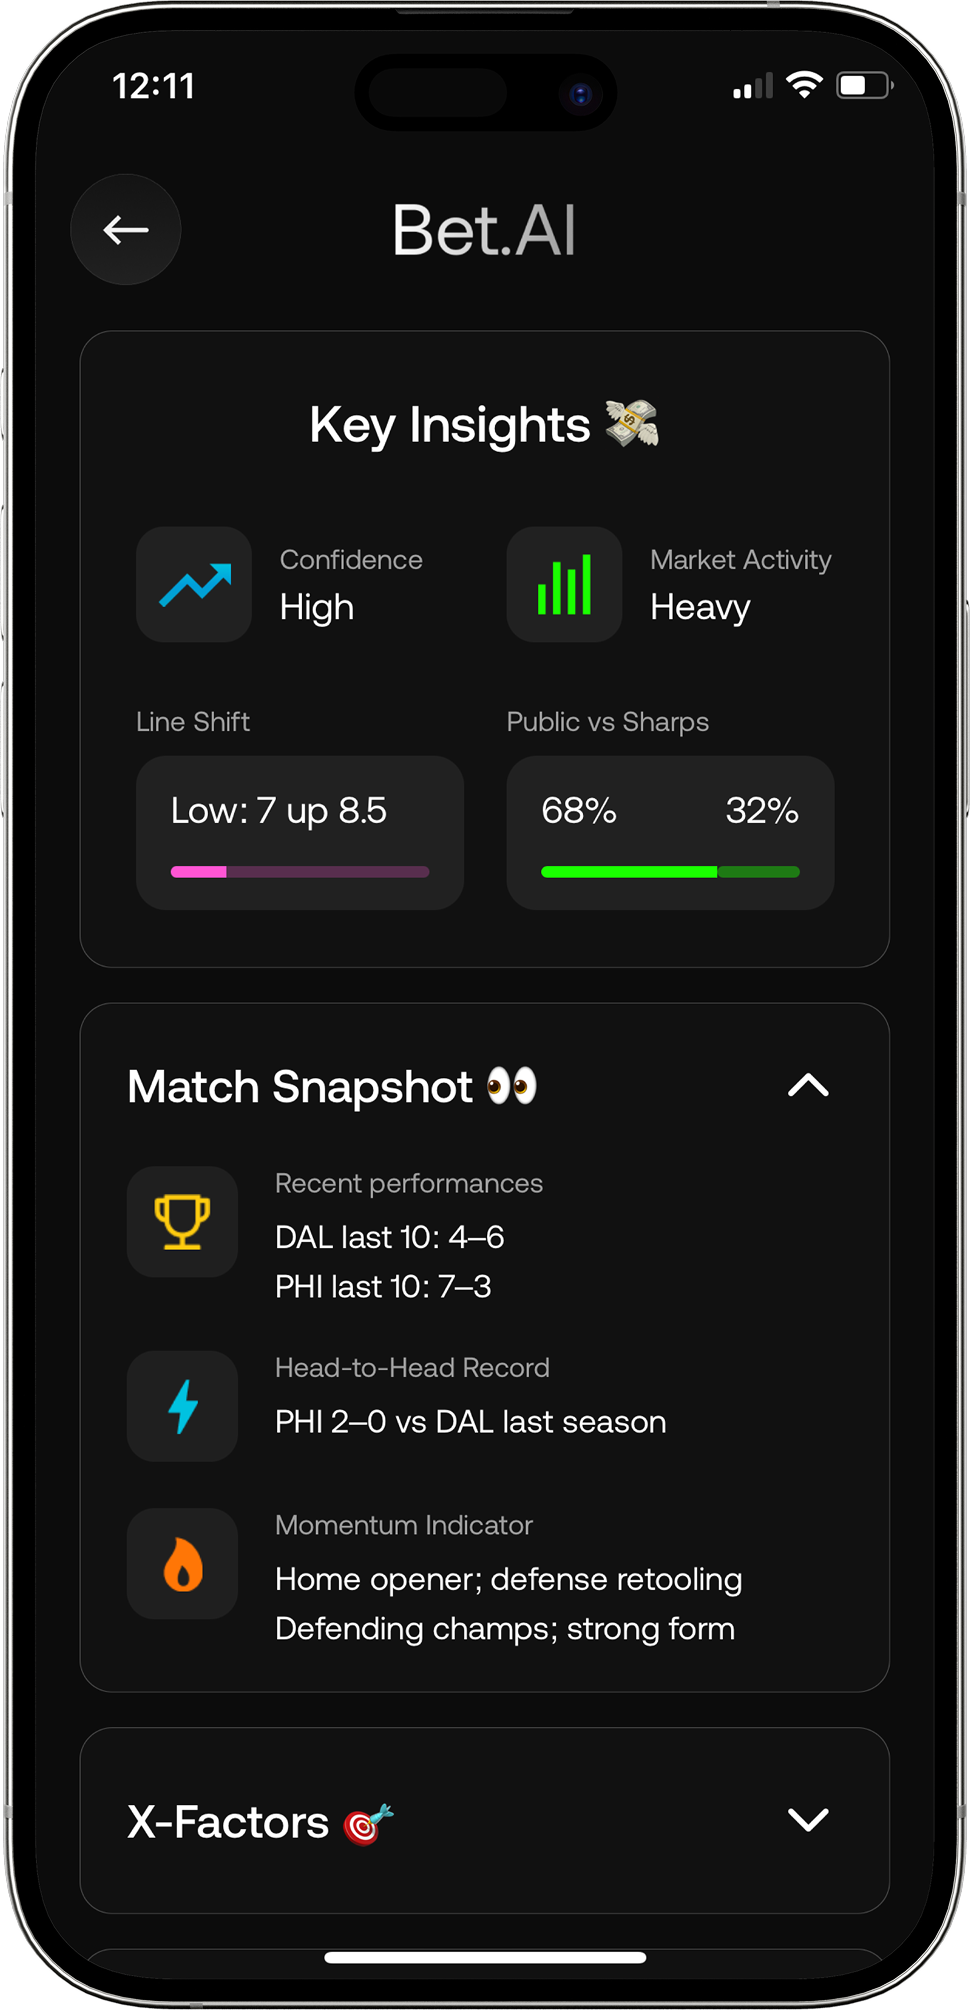 12:11
Bet.AI
Key Insights 💸
Confidence
High
Market Activity
Heavy
Line Shift
Low: 7 up 8.5
Public vs Sharps
68% 32%
Match Snapshot 👀
Recent performances
DAL last 10: 4–6
PHI last 10: 7–3
Head-to-Head Record
PHI 2–0 vs DAL last season
Momentum Indicator
Home opener; defense retooling
Defending champs; strong form
X-Factors 🎯